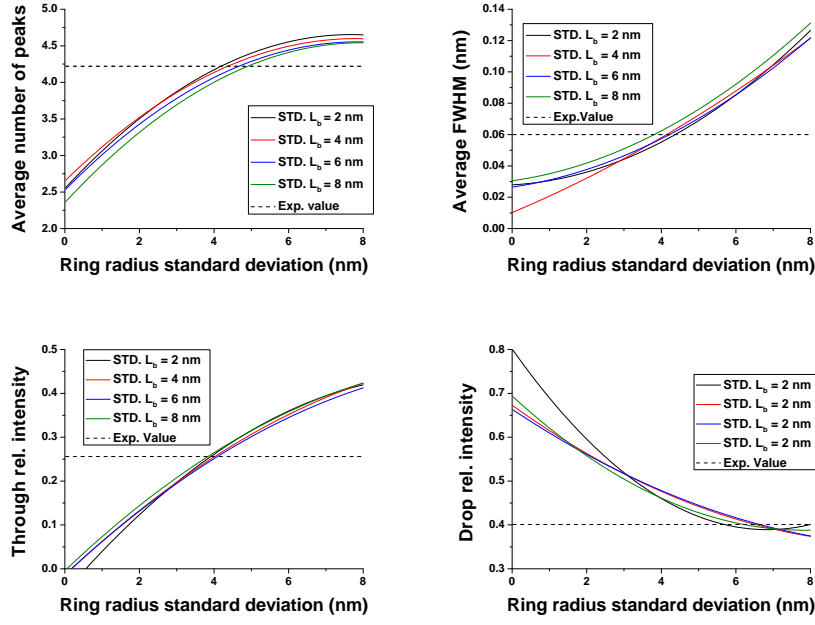 Average number of peaks
5.0
4.5
4.0
3.5
3.0
2.5
2.0
STD. L_b = 2 nm
STD. L_b = 4 nm
STD. L_b = 6 nm
STD. L_b = 8 nm
Exp. value
0 2 4 6 8
Ring radius standard deviation (nm)
Average FWHM (nm)
0.14
0.12
0.10
0.08
0.06
0.04
0.02
0.00
STD. L_b = 2 nm
STD. L_b = 4 nm
STD. L_b = 6 nm
STD. L_b = 8 nm
Exp.Value
0 2 4 6 8
Ring radius standard deviation (nm)
Through rel. intensity
0.5
0.4
0.3
0.2
0.1
0.0
STD. L_b = 2 nm
STD. L_b = 4 nm
STD. L_b = 6 nm
STD. L_b = 8 nm
Exp. Value
0 2 4 6 8
Ring radius standard deviation (nm)
Drop rel. intensity
0.8
0.7
0.6
0.5
0.4
0.3
STD. L_b = 2 nm
STD. L_b = 2 nm
STD. L_b = 2 nm
STD. L_b = 2 nm
Exp. Value
0 2 4 6 8
Ring radius standard deviation (nm)